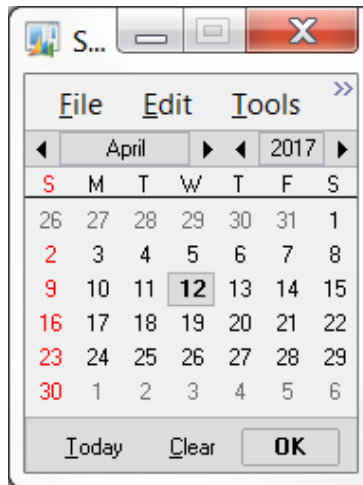 S...
File Edit Tools »
April 2017
S M T W T F S
26 27 28 29 30 31 1
2 3 4 5 6 7 8
9 10 11 12 13 14 15
16 17 18 19 20 21 22
23 24 25 26 27 28 29
30 1 2 3 4 5 6
Today Clear OK